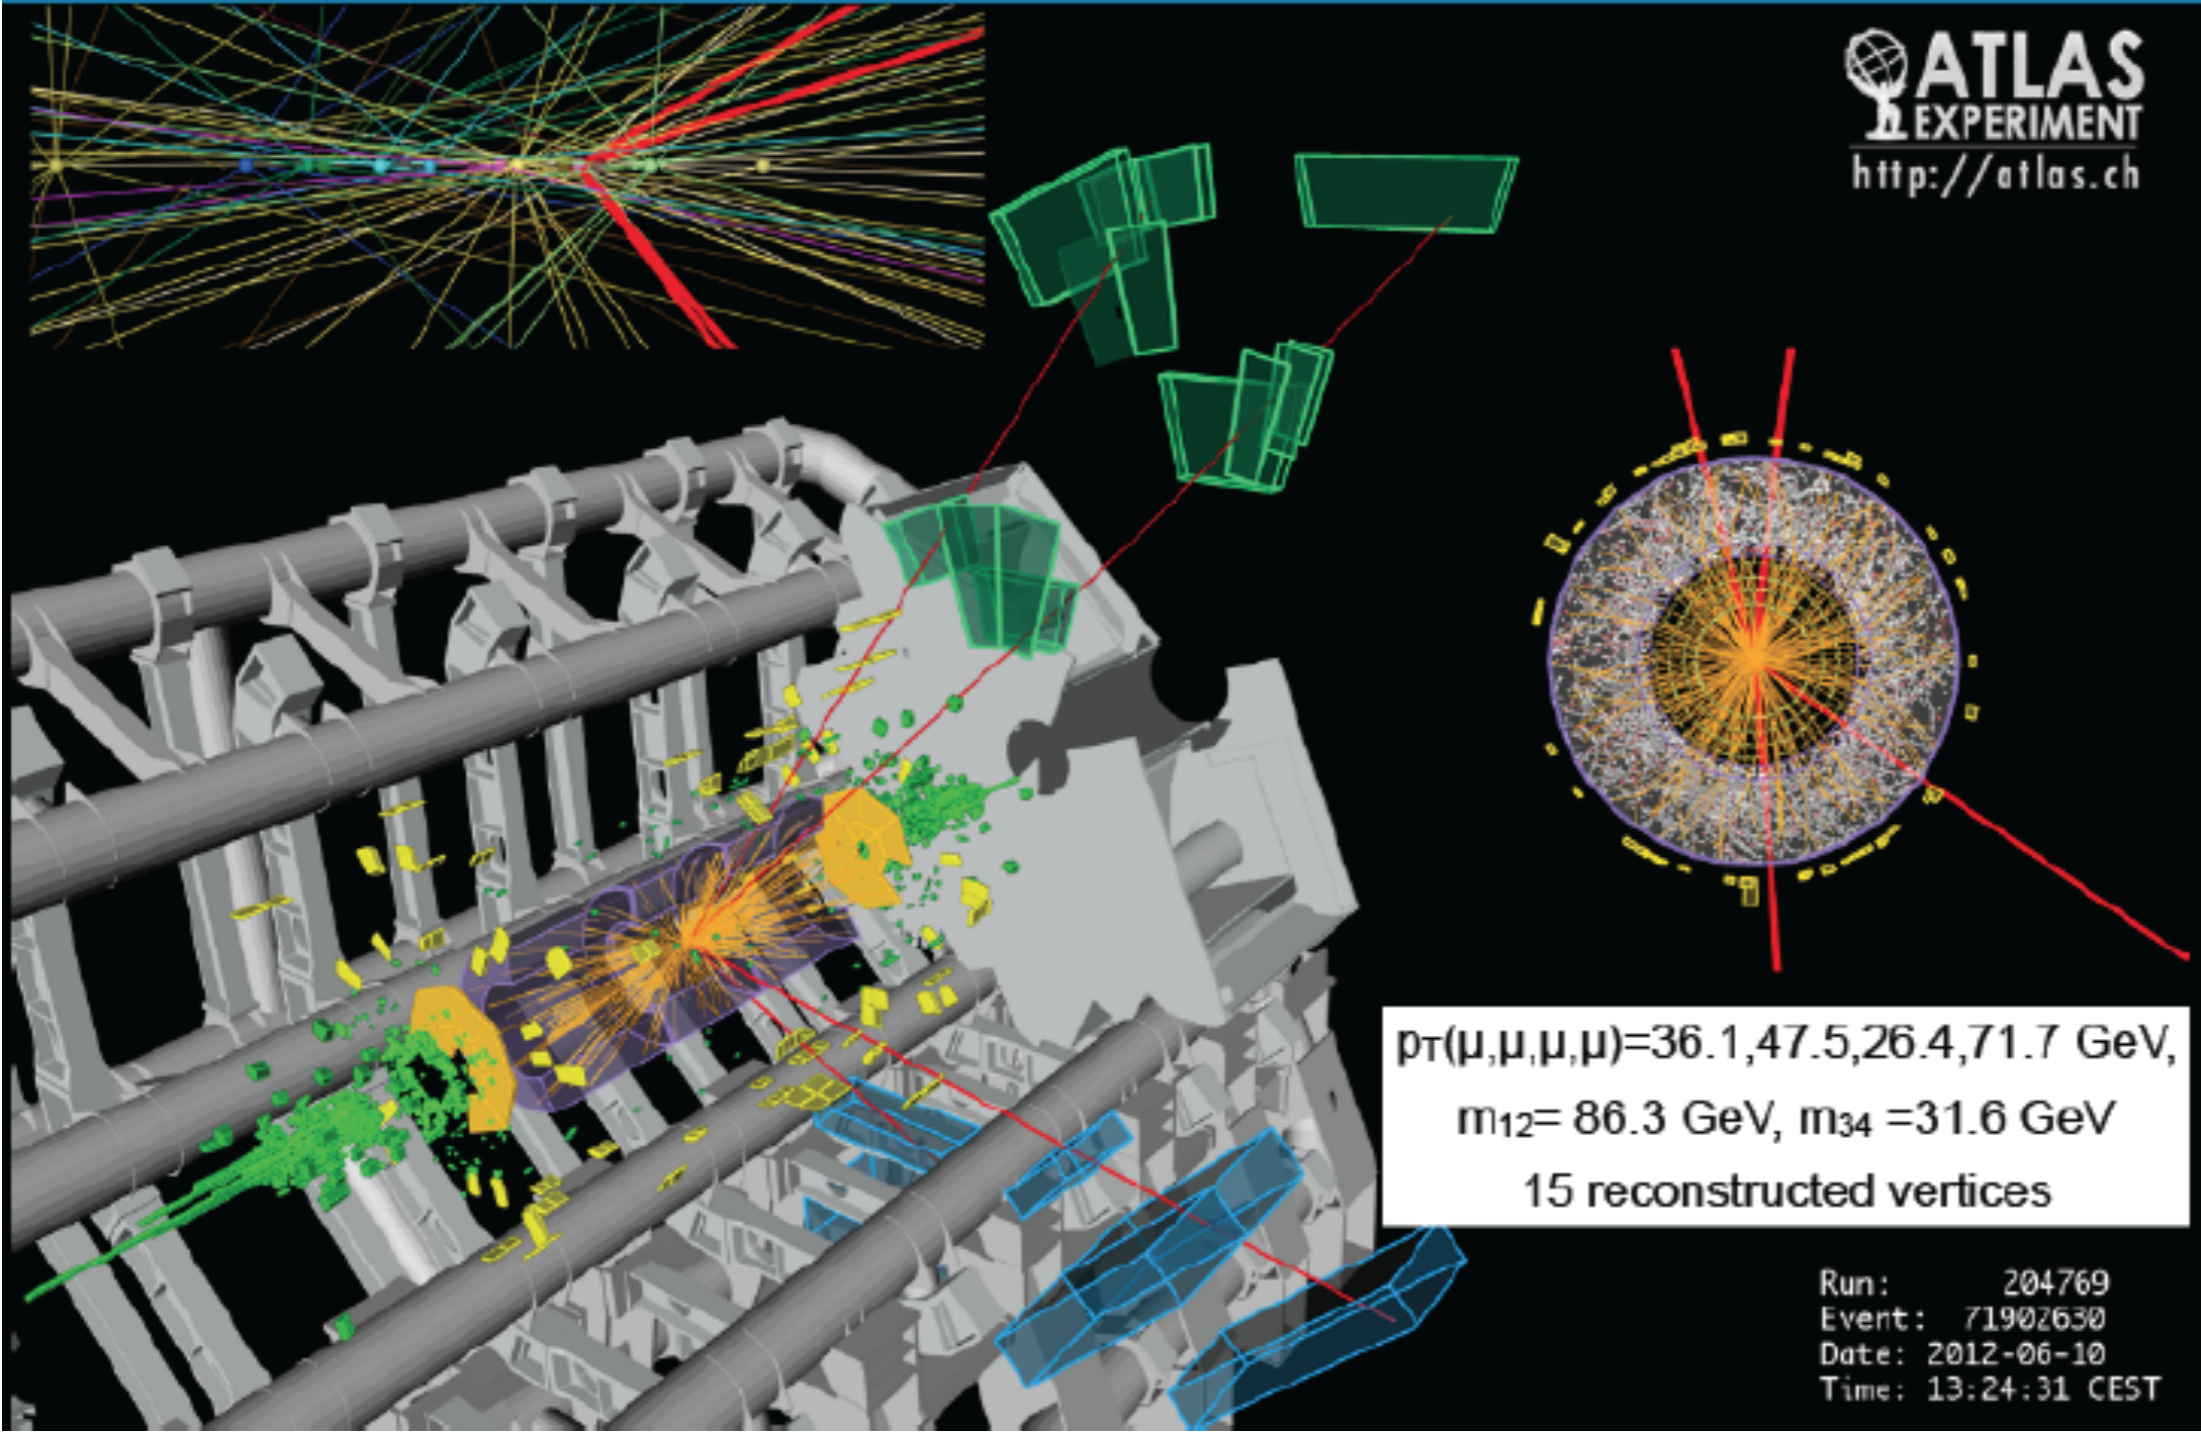 ATLAS
EXPERIMENT
http://atlas.ch
pT(μ,μ,μ,μ)=36.1,47.5,26.4,71.7 GeV,
m12= 86.3 GeV, m34 =31.6 GeV
15 reconstructed vertices
Run: 204769
Event: 71902630
Date: 2012-06-10
Time: 13:24:31 CEST